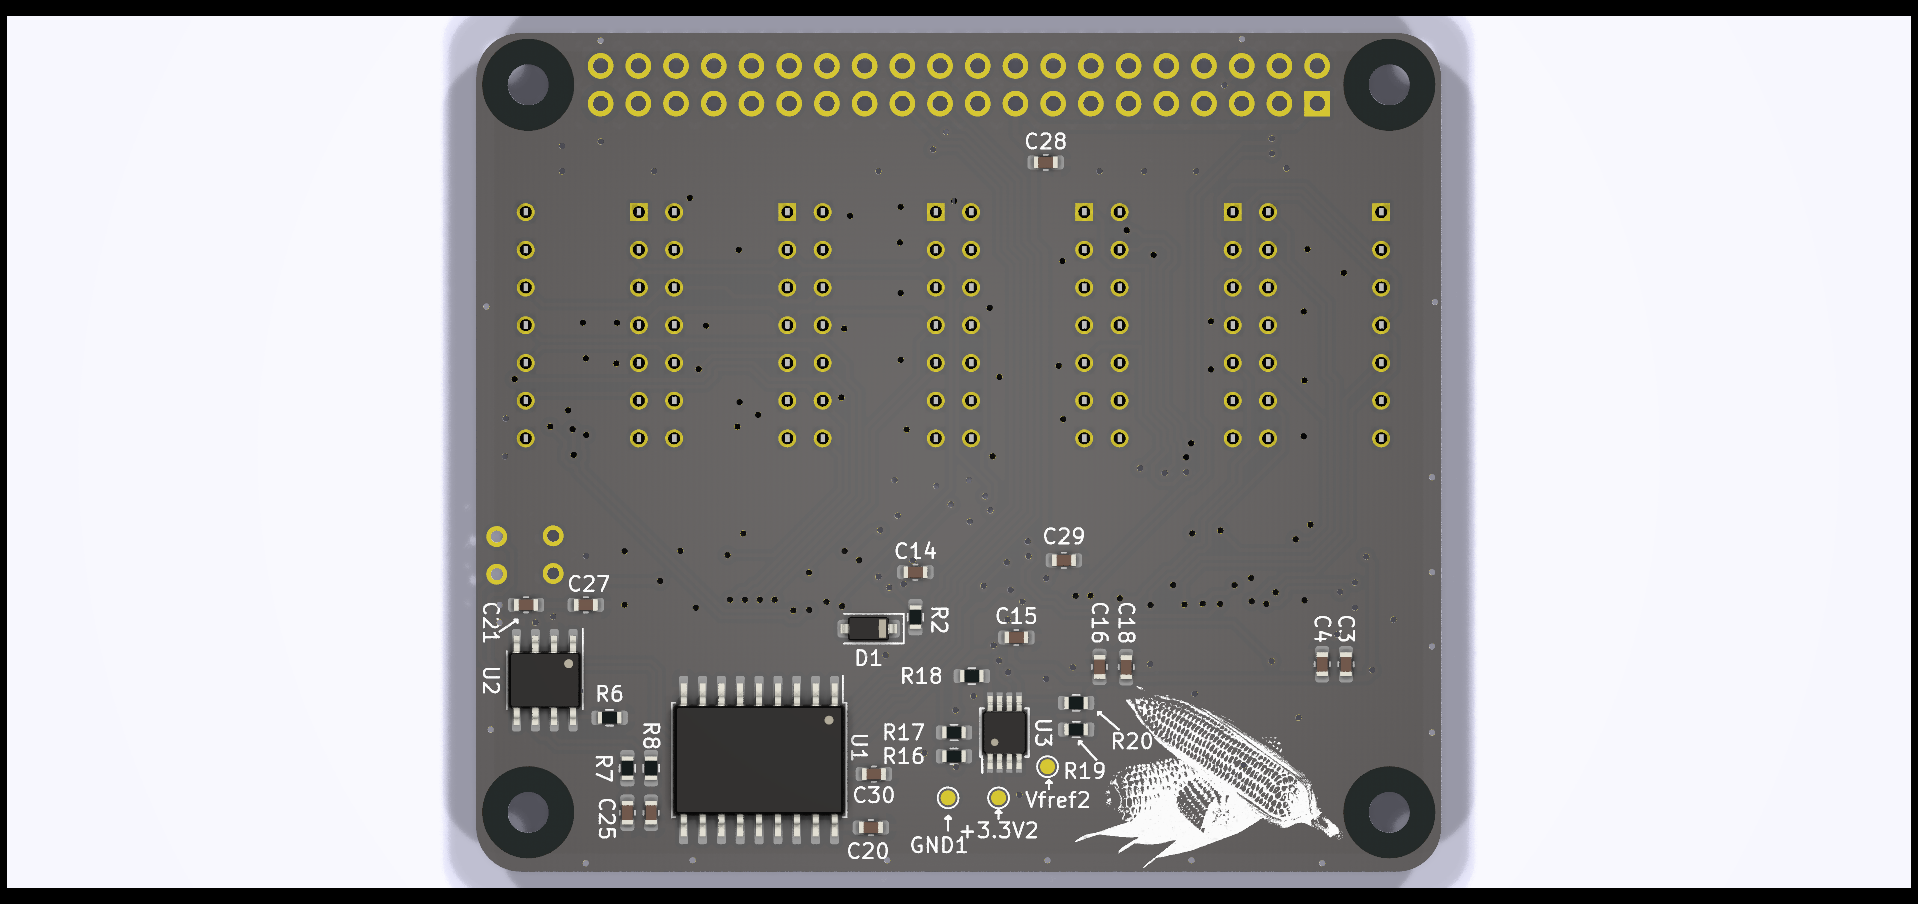 C28
C29
C14
C27
C21
R2
C15
C16
C18
C4
C3
D1
R18
U2
R6
R8
U1
R17
U3
R20
R16
R19
R7
C30
Vfref2
C25
+3.3V2
GND1
C20